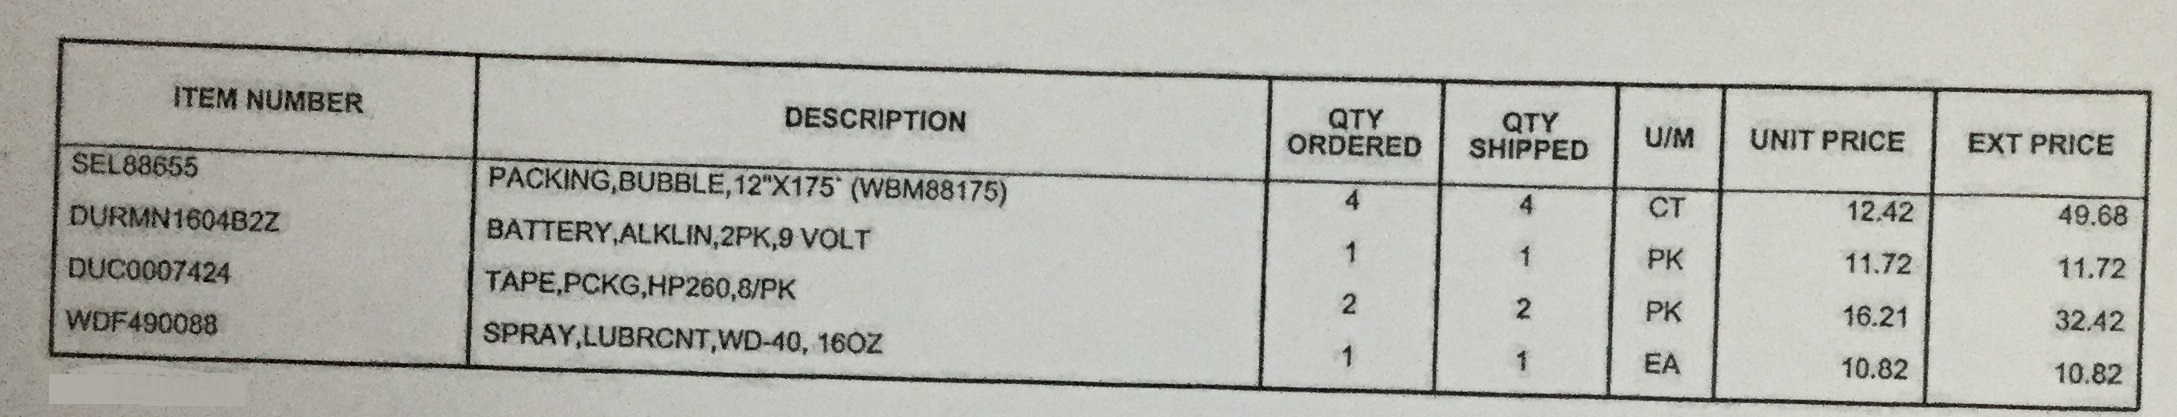 ITEM NUMBER DESCRIPTION QTY ORDERED QTY SHIPPED U/M UNIT PRICE EXT PRICE
SEL88655 PACKING,BUBBLE,12"X175' (WBM88175) 4 4 CT 12.42 49.68
DURMN1604B2Z BATTERY,ALKLIN,2PK,9 VOLT 1 1 PK 11.72 11.72
DUC0007424 TAPE,PCKG,HP260,8/PK 2 2 PK 16.21 32.42
WDF490088 SPRAY,LUBRCNT,WD-40, 16OZ 1 1 EA 10.82 10.82